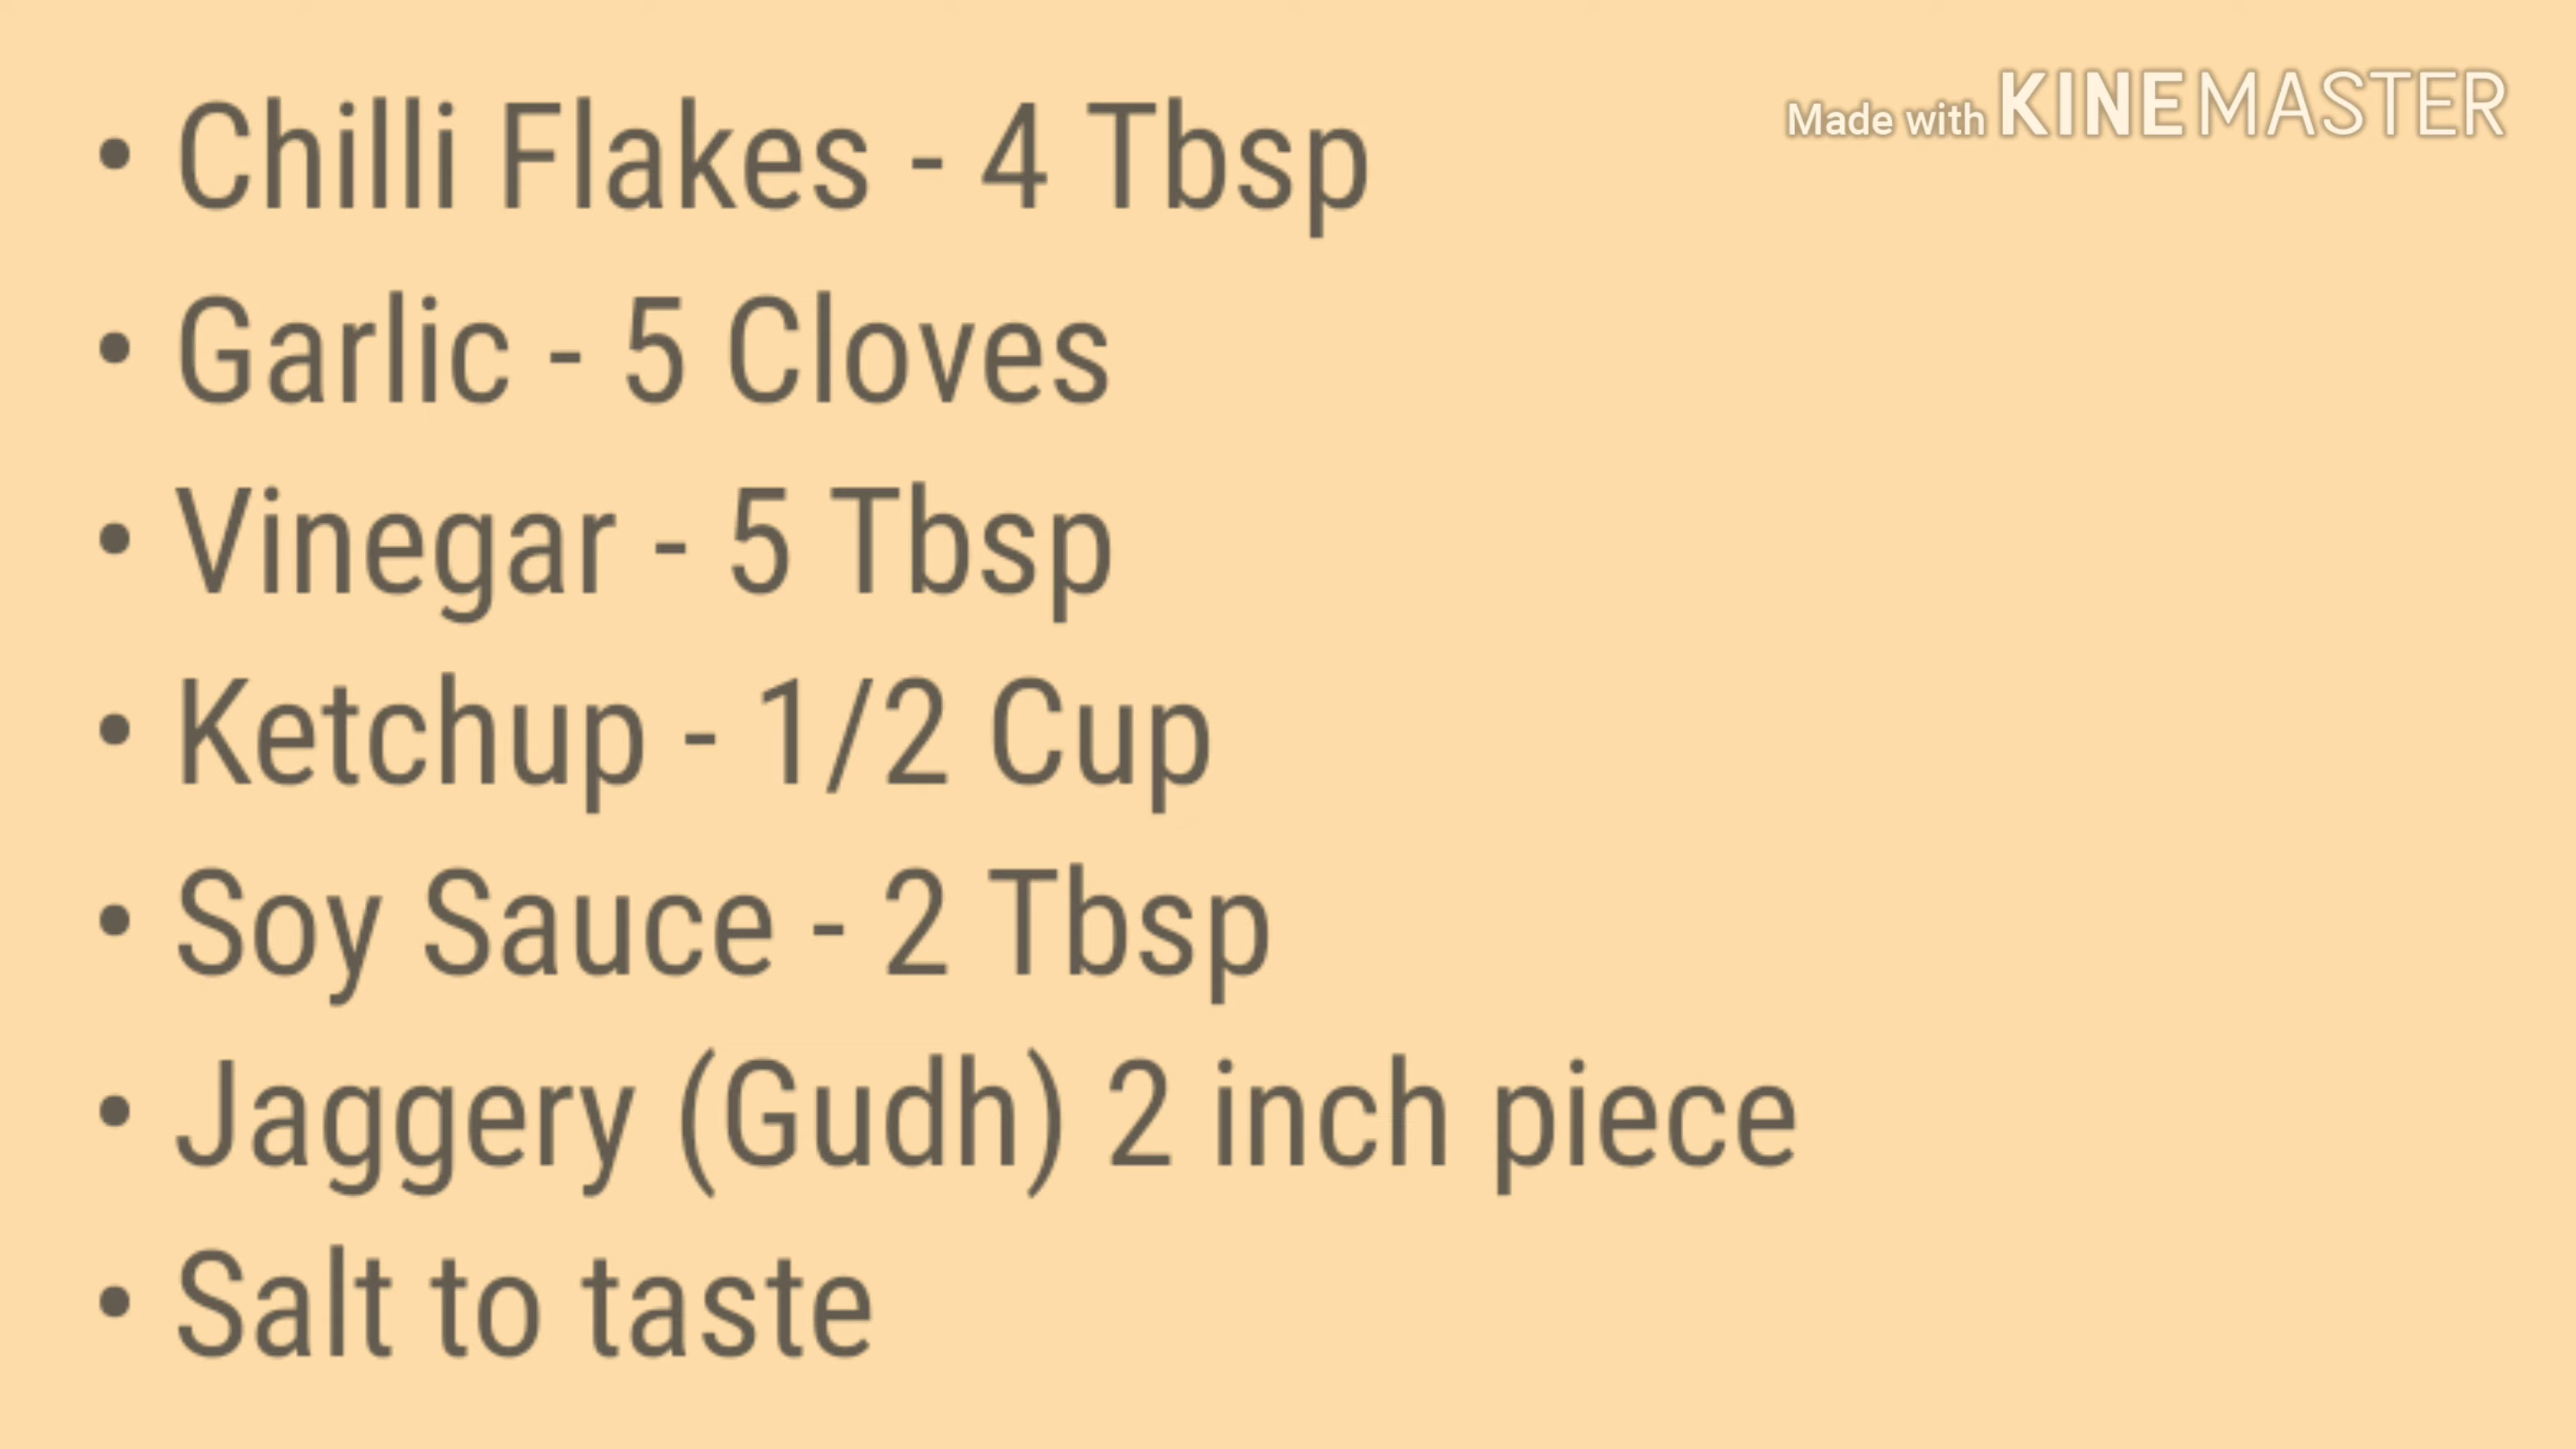 Made with KINEMASTER
• Chilli Flakes - 4 Tbsp
• Garlic - 5 Cloves
• Vinegar - 5 Tbsp
• Ketchup - 1/2 Cup
• Soy Sauce - 2 Tbsp
• Jaggery (Gudh) 2 inch piece
• Salt to taste